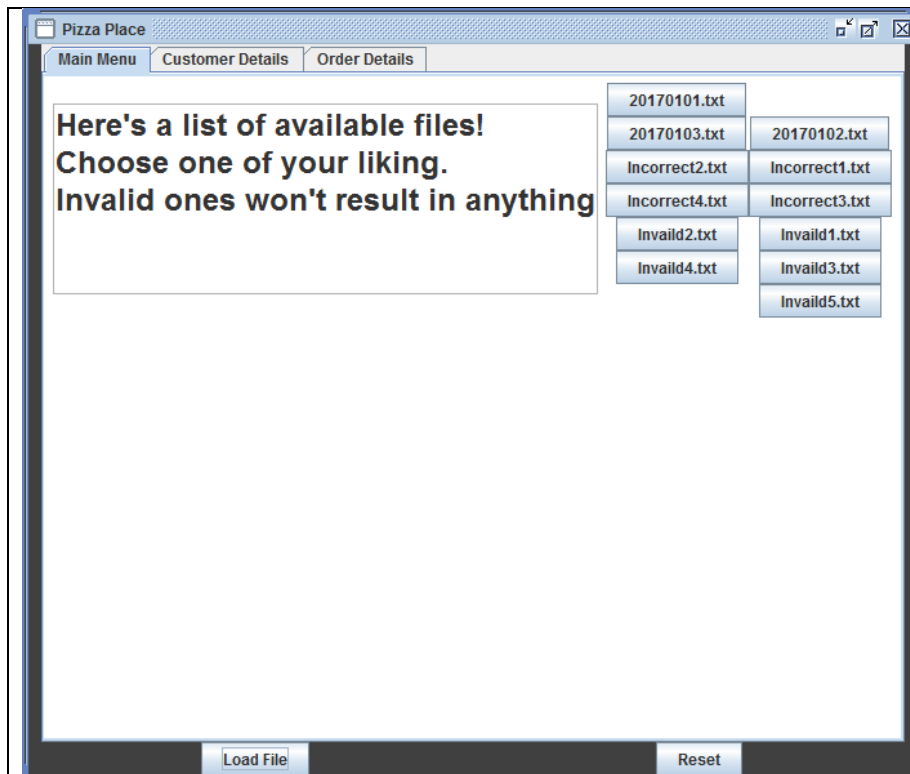 Pizza Place
Main Menu Customer Details Order Details
Here's a list of available files!
Choose one of your liking.
Invalid ones won't result in anything
20170101.txt
20170103.txt 20170102.txt
Incorrect2.txt Incorrect1.txt
Incorrect4.txt Incorrect3.txt
Invaild2.txt Invaild1.txt
Invaild4.txt Invaild3.txt
Invaild5.txt
Load File Reset